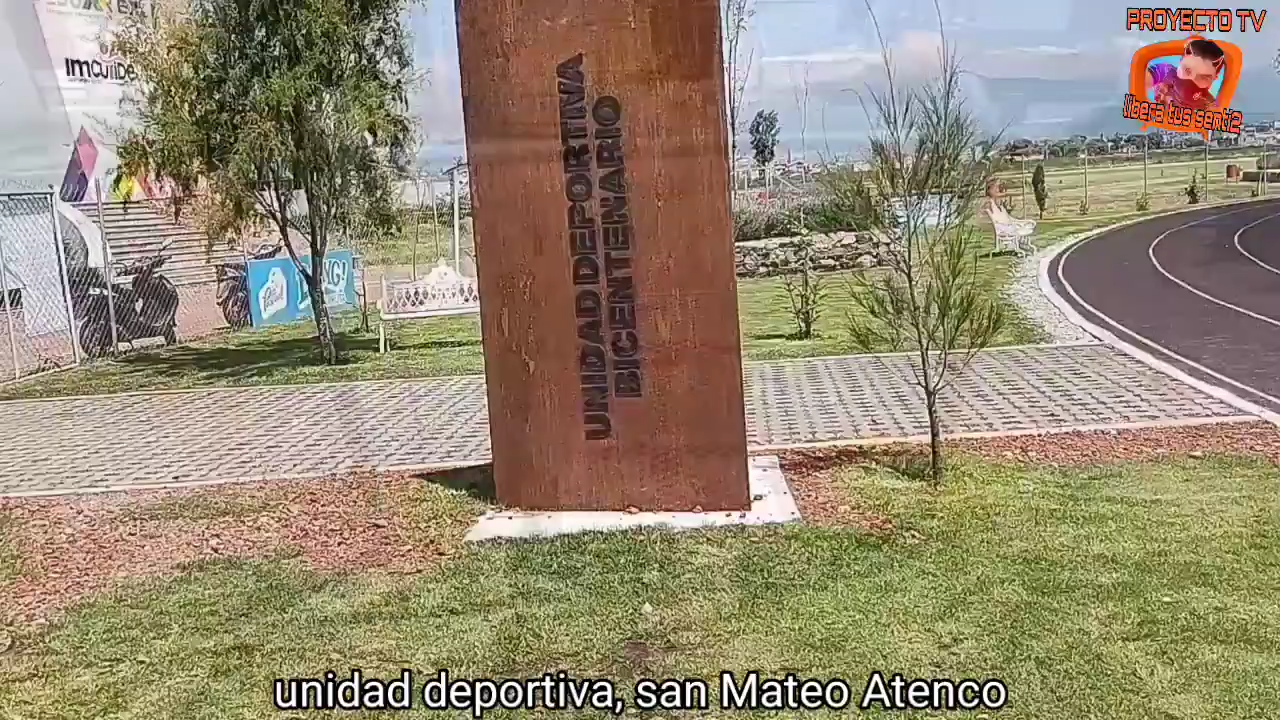 PROYECTO TV
libera tus senti2
ImCufiDe
UNIDAD DEPORTIVA
BICENTENARIO
unidad deportiva, san Mateo Atenco